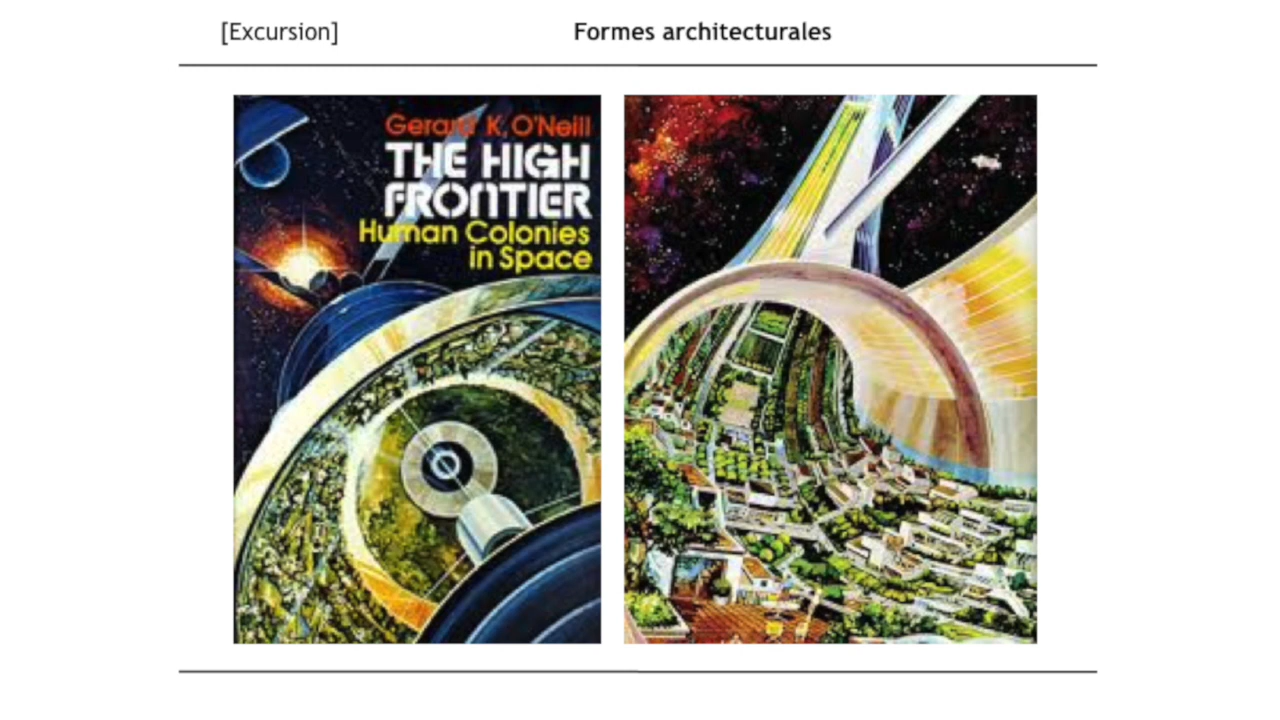 [Excursion]
Formes architecturales
Gerard K. O'Neill
THE HIGH
FRONTIER
Human Colonies
in Space